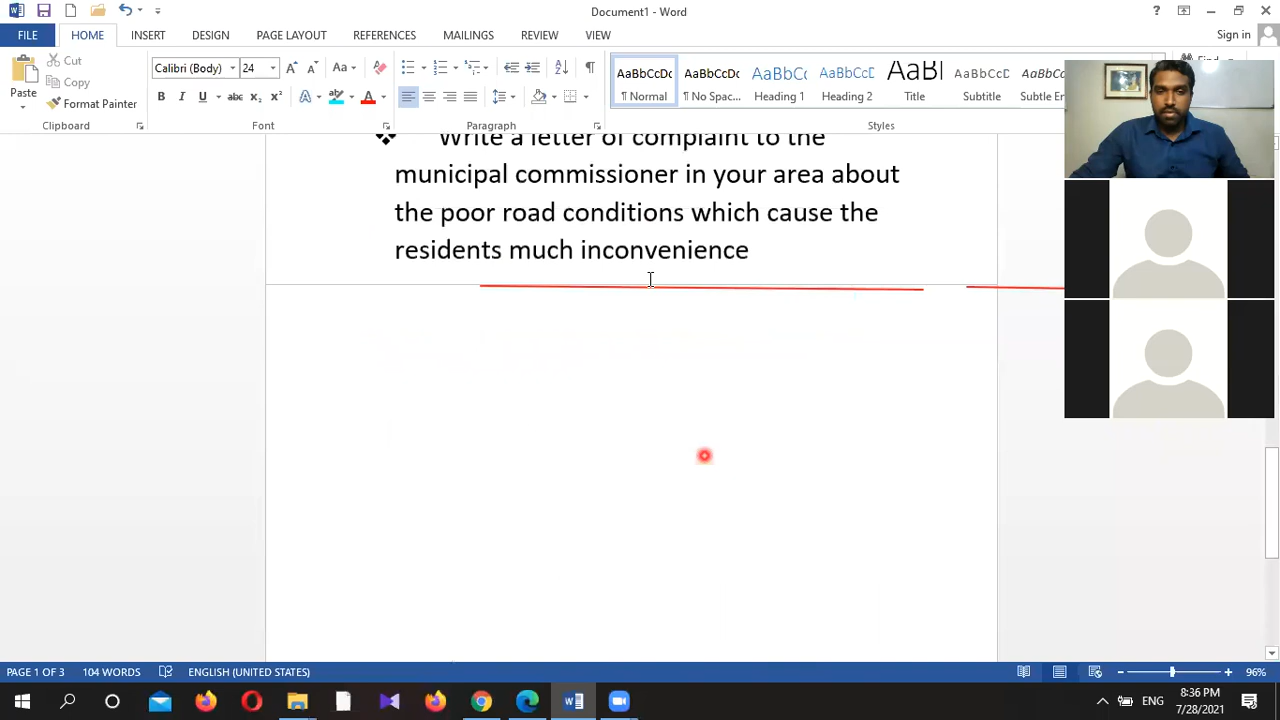 Document1 - Word
FILE
HOME
INSERT
DESIGN
PAGE LAYOUT
REFERENCES
MAILINGS
REVIEW
VIEW
Sign in
Cut
Copy
Format Painter
Paste
Clipboard
Calibri (Body)
24
Font
Paragraph
AaBbCcDc
¶ Normal
AaBbCcDc
¶ No Spac...
AaBbCc
Heading 1
AaBbCcD
Heading 2
AaBl
Title
AaBbCcD
Subtitle
AaBbCcD
Subtle Em
Styles
Find
Write a letter of complaint to the
municipal commissioner in your area about
the poor road conditions which cause the
residents much inconvenience
PAGE 1 OF 3
104 WORDS
ENGLISH (UNITED STATES)
96%
ENG
8:36 PM
7/28/2021